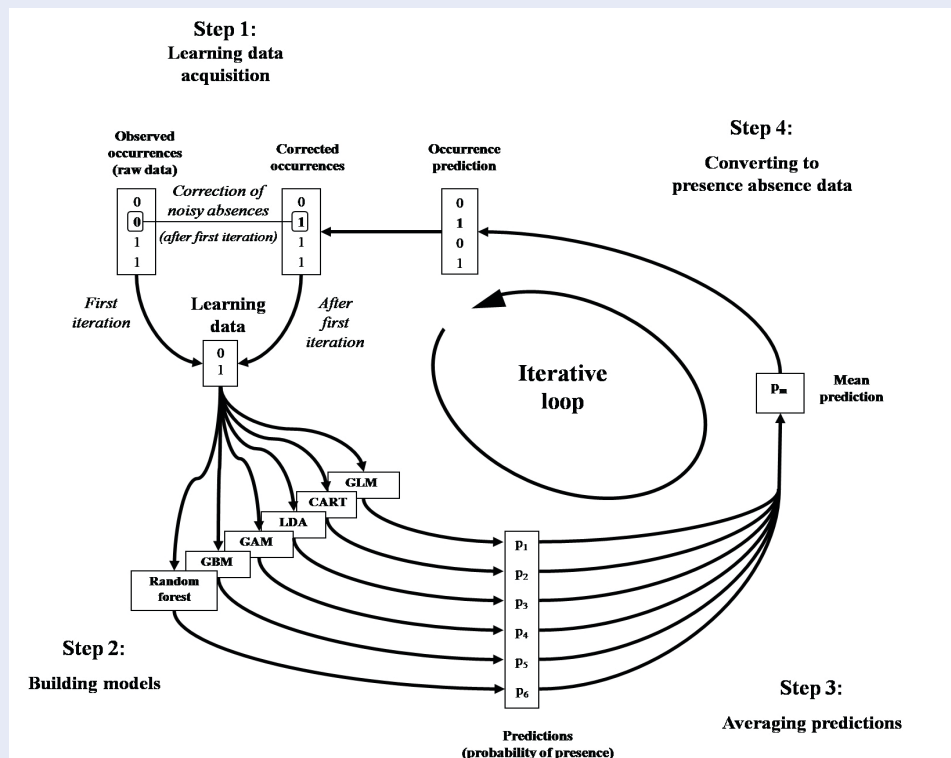 Step 1:
Learning data
acquisition
Observed
occurrences
(raw data)
Corrected
occurrences
Occurrence
prediction
Step 4:
Converting to
presence absence data
0
0
1
1
Correction of
noisy absences
(after first iteration)
0
1
1
1
0
1
0
1
First
iteration
Learning
data
After
first
iteration
0
1
Iterative
loop
Pm
Mean
prediction
GLM
CART
LDA
GAM
GBM
Random
forest
P1
P2
P3
P4
P5
P6
Step 2:
Building models
Step 3:
Averaging predictions
Predictions
(probability of presence)